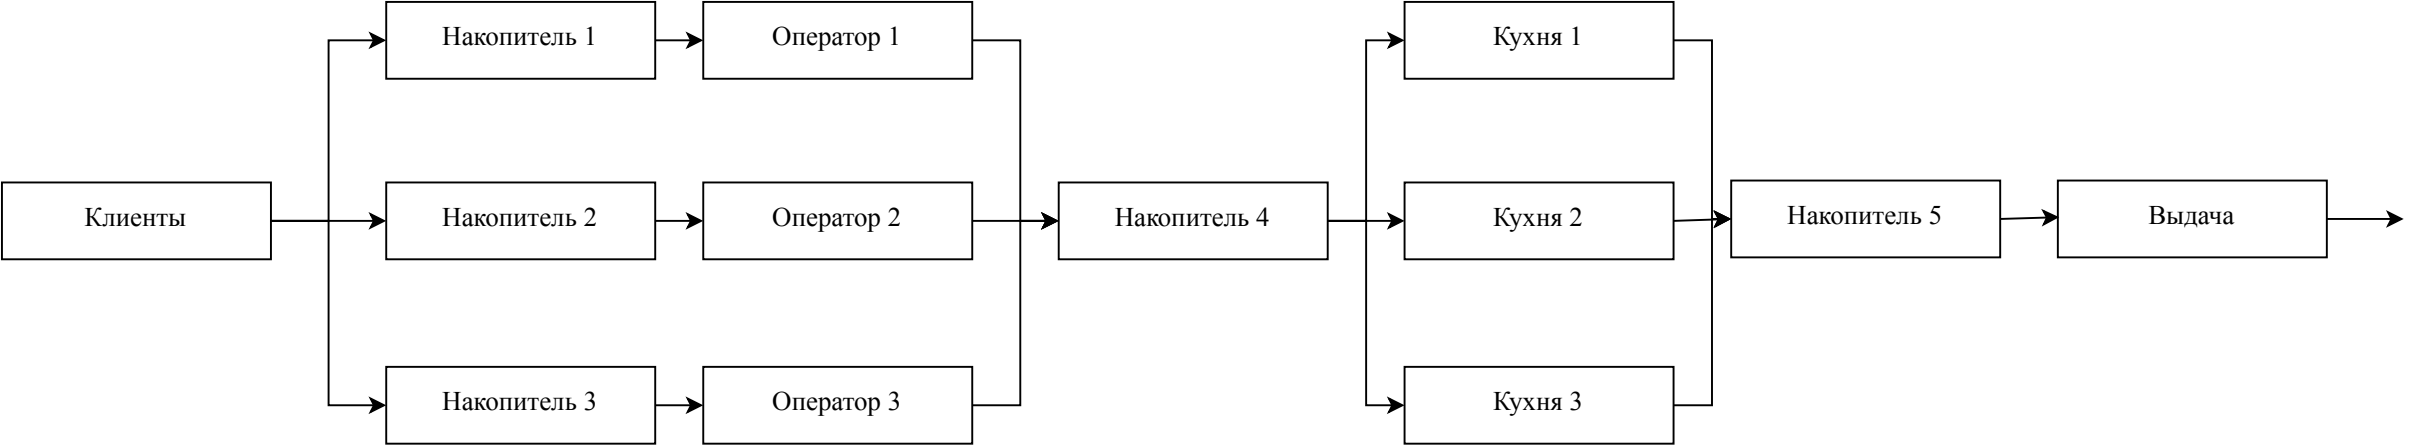 Клиенты
Накопитель 1
Оператор 1
Накопитель 2
Оператор 2
Накопитель 3
Оператор 3
Накопитель 4
Кухня 1
Кухня 2
Кухня 3
Накопитель 5
Выдача